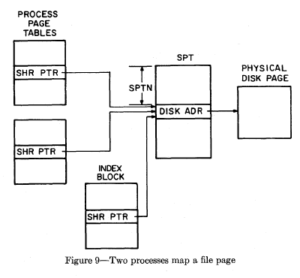 PROCESS
PAGE
TABLES
SHR PTR
SPT
SPTN
DISK ADR
PHYSICAL
DISK PAGE
SHR PTR
INDEX
BLOCK
SHR PTR
Figure 9—Two processes map a file page